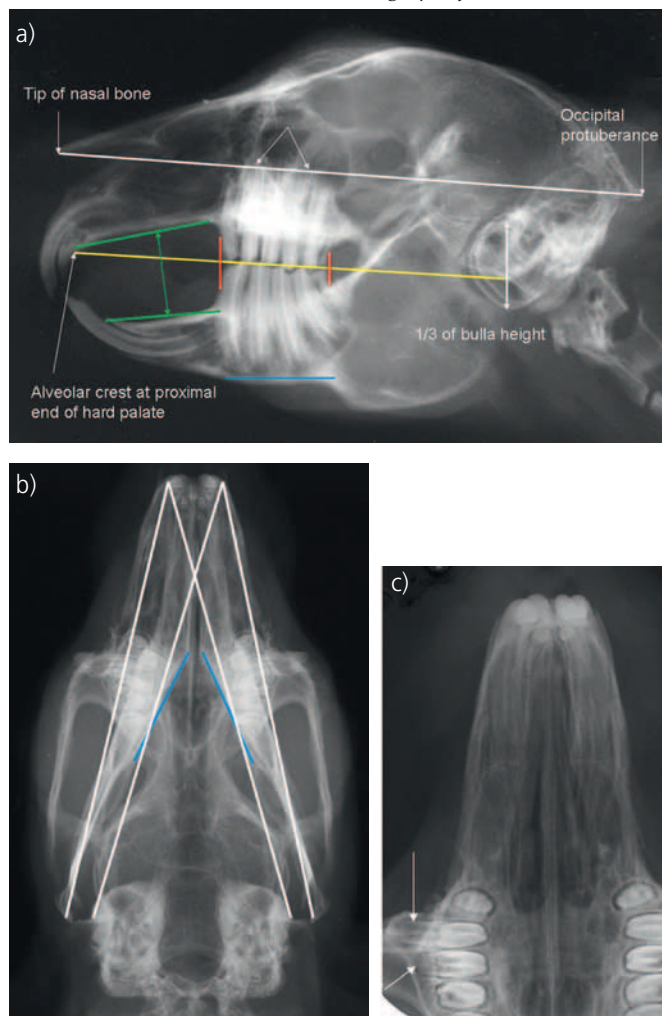 a)
Tip of nasal bone
Occipital
protuberance
1/3 of bulla height
Alveolar crest at proximal
end of hard palate
b)
c)